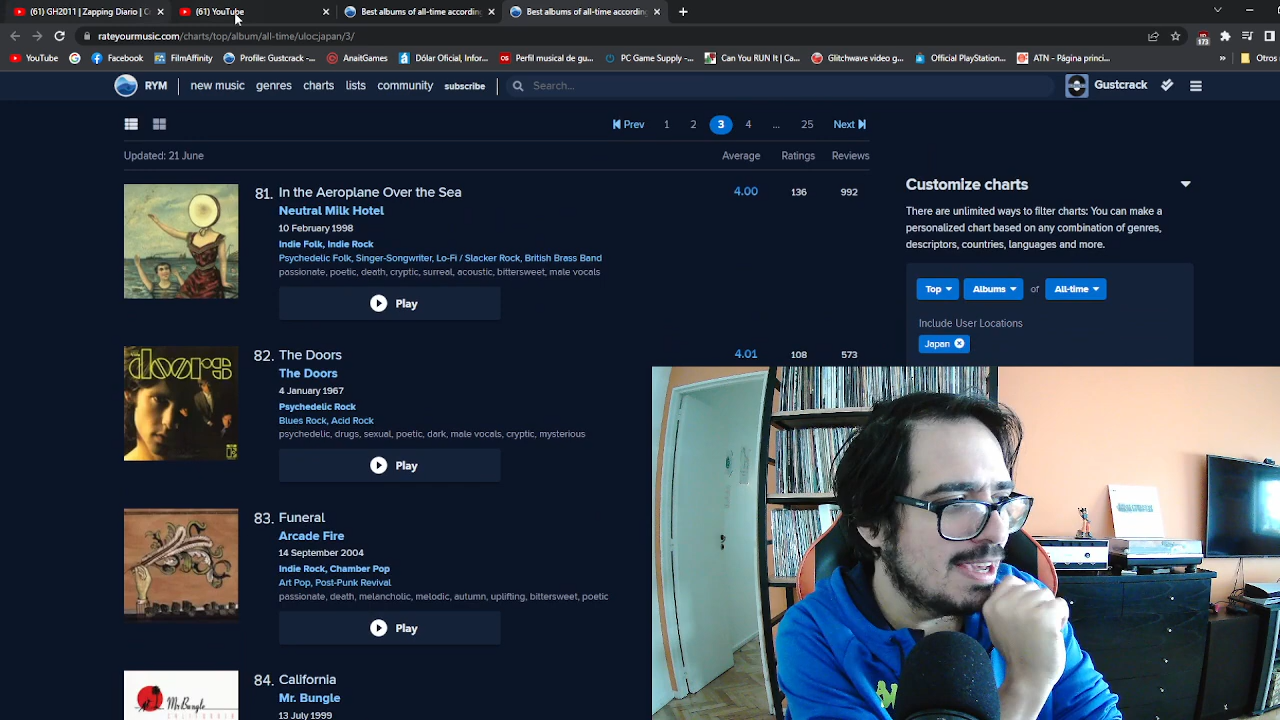 (61) GH2011 | Zapping Diario | C
(61) YouTube
Best albums of all-time according
Best albums of all-time according
rateyourmusic.com/charts/top/album/all-time/ulocjapan/3/
173
YouTube
Facebook
FilmAffinity
Profile: Gustcrack -...
AnaitGames
Dólar Oficial, Infor...
Perfil musical de gu...
PC Game Supply -...
Can You RUN It | Ca...
Glitchwave video g...
Official PlayStation...
ATN - Página princi...
»
Otros
RYM
new music
genres
charts
lists
community
subscribe
Search...
Gustcrack
Prev
1
2
3
4
...
25
Next
Updated: 21 June
Average
Ratings
Reviews
81. In the Aeroplane Over the Sea
4.00
136
992
Neutral Milk Hotel
10 February 1998
Indie Folk, Indie Rock
Psychedelic Folk, Singer-Songwriter, Lo-Fi / Slacker Rock, British Brass Band
passionate, poetic, death, cryptic, surreal, acoustic, bittersweet, male vocals
Play
doors
82. The Doors
4.01
108
573
The Doors
4 January 1967
Psychedelic Rock
Blues Rock, Acid Rock
psychedelic, drugs, sexual, poetic, dark, male vocals, cryptic, mysterious
Play
83. Funeral
Arcade Fire
14 September 2004
Indie Rock, Chamber Pop
Art Pop, Post-Punk Revival
passionate, death, melancholic, melodic, autumn, uplifting, bittersweet, poetic
Play
Mr. Bungle
CALIFORNIA
84. California
Mr. Bungle
13 July 1999
Customize charts
There are unlimited ways to filter charts: You can make a
personalized chart based on any combination of genres,
descriptors, countries, languages and more.
Top
Albums
of
All-time
Include User Locations
Japan